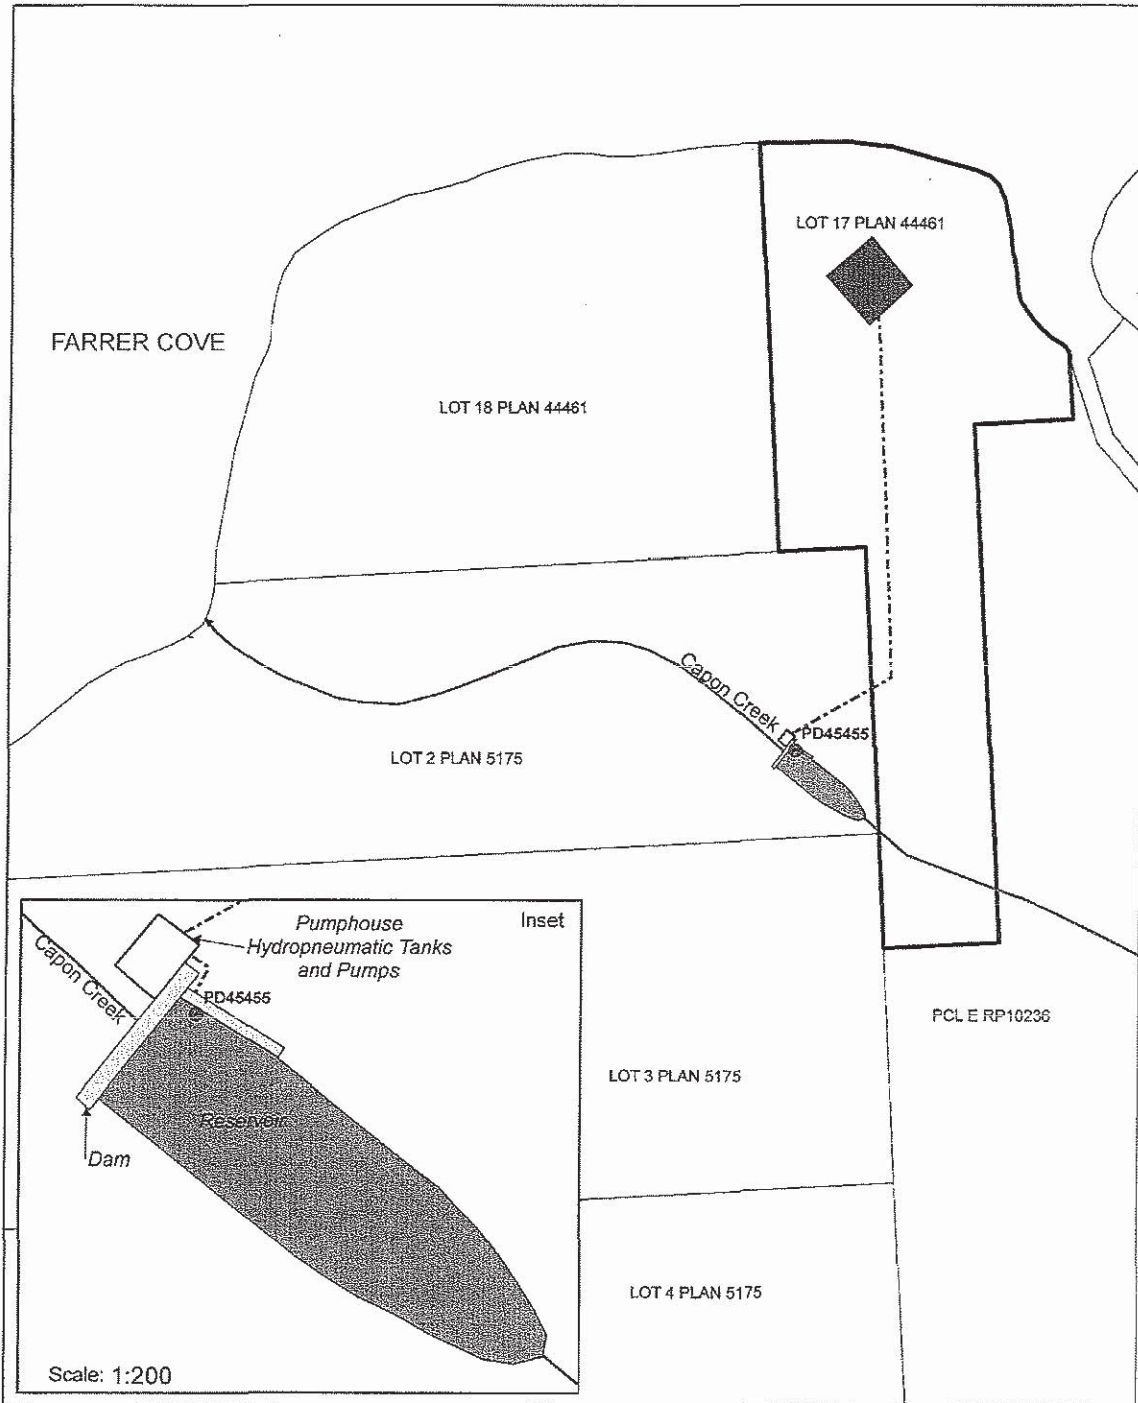 LOT 17 PLAN 44461
FARRER COVE
LOT 18 PLAN 44461
Capon Creek
PD45455
LOT 2 PLAN 5175
Pumphouse
Hydropneumatic Tanks
and Pumps
Inset
Capon Creek
PD45455
PCL E RP10236
LOT 3 PLAN 5175
Reservoir
Dam
LOT 4 PLAN 5175
Scale: 1:200